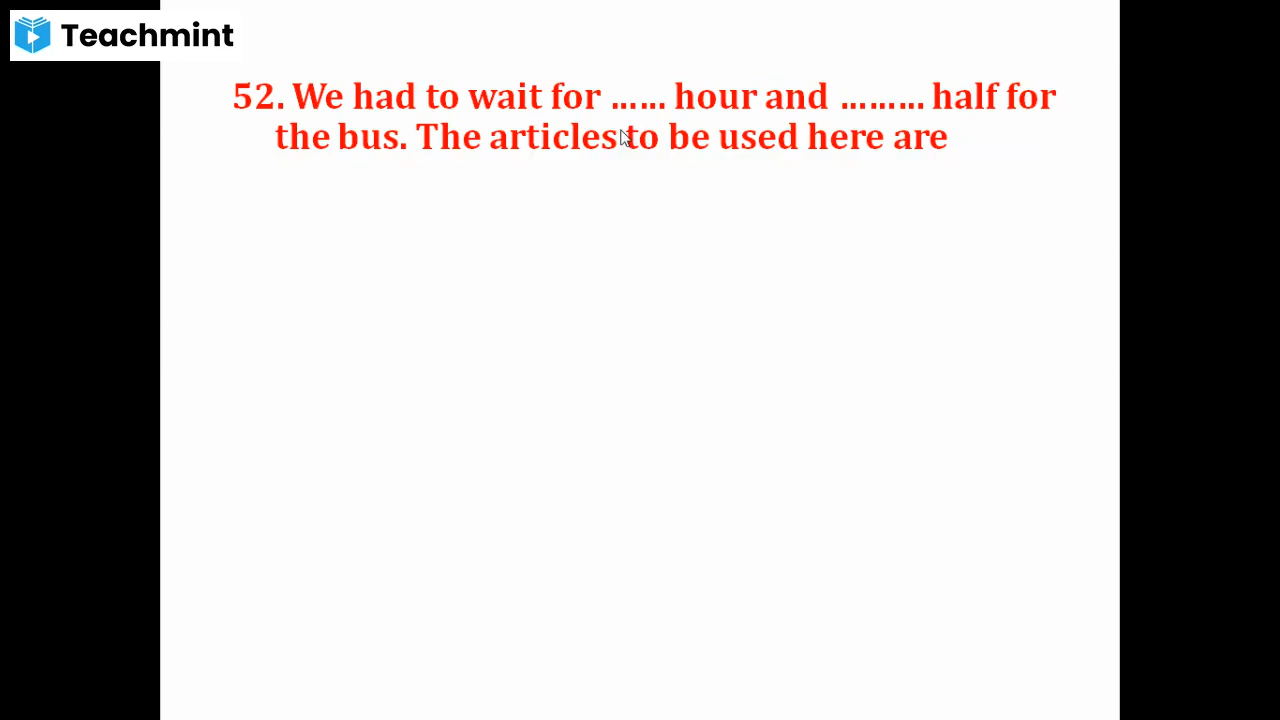 Teachmint
52. We had to wait for ...... hour and ......... half for
the bus. The articles to be used here are